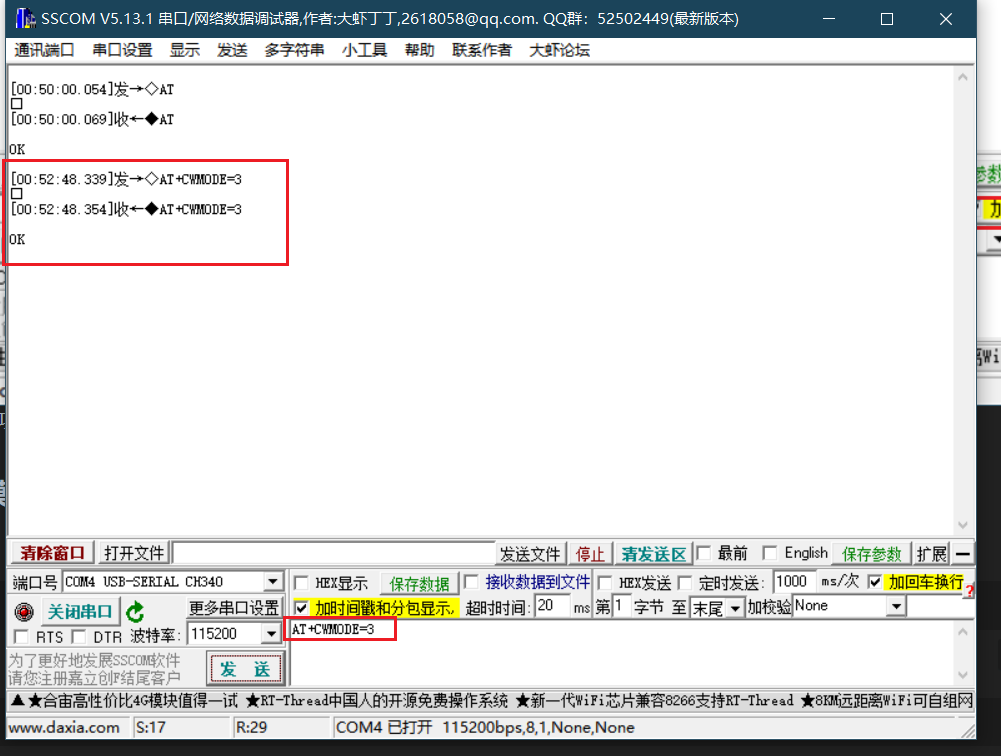 SSCOM V5.13.1 串口/网络数据调试器,作者:大虾丁丁,2618058@qq.com. QQ群：52502449(最新版本)
通讯端口 串口设置 显示 发送 多字符串 小工具 帮助 联系作者 大虾论坛
[00:50:00.054]发→◇AT
□
[00:50:00.069]收←◆AT
OK
[00:52:48.339]发→◇AT+CWMODE=3
□
[00:52:48.354]收←◆AT+CWMODE=3
OK
清除窗口 打开文件 发送文件 停止 清发送区 最前 English 保存参数 扩展 —
端口号 COM4 USB-SERIAL CH340 HEX显示 保存数据 接收数据到文件 HEX发送 定时发送: 1000 ms/次 加回车换行
关闭串口 更多串口设置 加时间戳和分包显示, 超时时间: 20 ms 第 1 字节 至 末尾 加校验 None
RTS DTR 波特率: 115200 AT+CWMODE=3
为了更好地发展SSCOM软件
请您注册嘉立创F结尾客户
发 送
▲★合宙高性价比4G模块值得一试 ★RT-Thread中国人的开源免费操作系统 ★新一代WiFi芯片兼容8266支持RT-Thread ★8KM远距离WiFi可自组网
www.daxia.com S:17 R:29 COM4 已打开 115200bps,8,1,None,None